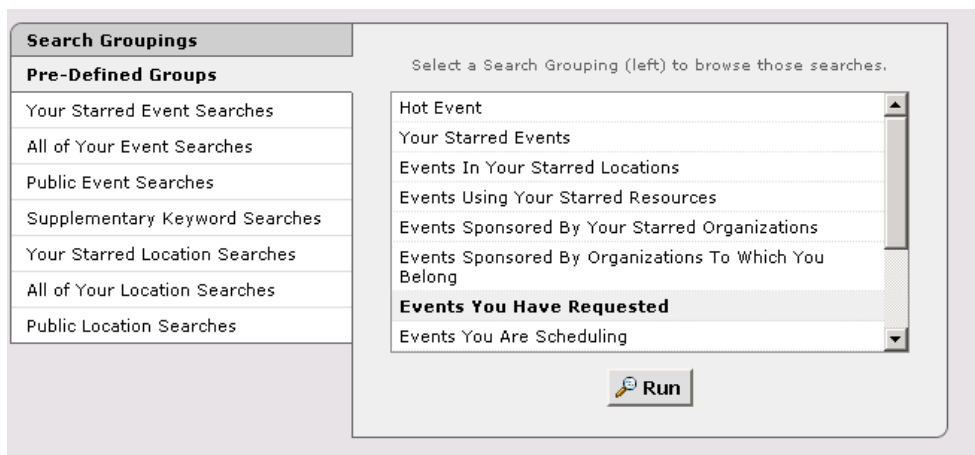 Search Groupings
Pre-Defined Groups
Your Starred Event Searches
All of Your Event Searches
Public Event Searches
Supplementary Keyword Searches
Your Starred Location Searches
All of Your Location Searches
Public Location Searches
Select a Search Grouping (left) to browse those searches.
Hot Event
Your Starred Events
Events In Your Starred Locations
Events Using Your Starred Resources
Events Sponsored By Your Starred Organizations
Events Sponsored By Organizations To Which You
Belong
Events You Have Requested
Events You Are Scheduling
Run